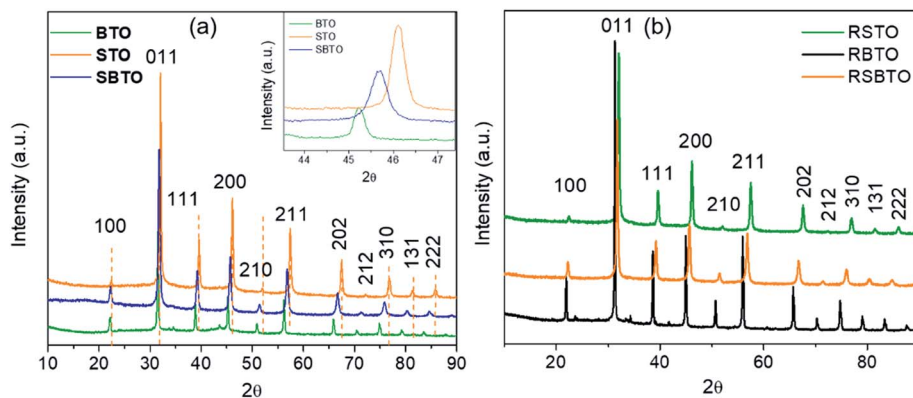 (a)
BTO
STO
SBTO
011
100
111
200
210
211
202
212
310
131
222
Intensity (a.u.)
10 20 30 40 50 60 70 80 90
2θ
BTO
STO
SBTO
Intensity (a.u.)
44 45 46 47
2θ
(b)
RSTO
RBTO
RSBTO
011
100
111
200
210
211
202
212
310
131
222
Intensity (a.u.)
20 40 60 80
2θ